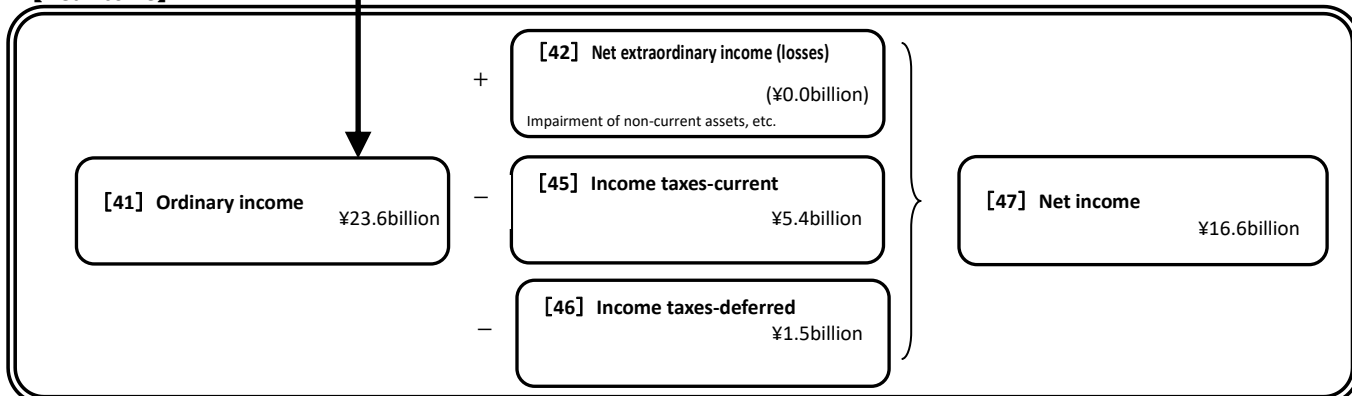 [42] Net extraordinary income (losses)
+
(¥0.0billion)
Impairment of non-current assets, etc.
[41] Ordinary income
¥23.6billion
−
[45] Income taxes-current
¥5.4billion
[47] Net income
¥16.6billion
−
[46] Income taxes-deferred
¥1.5billion